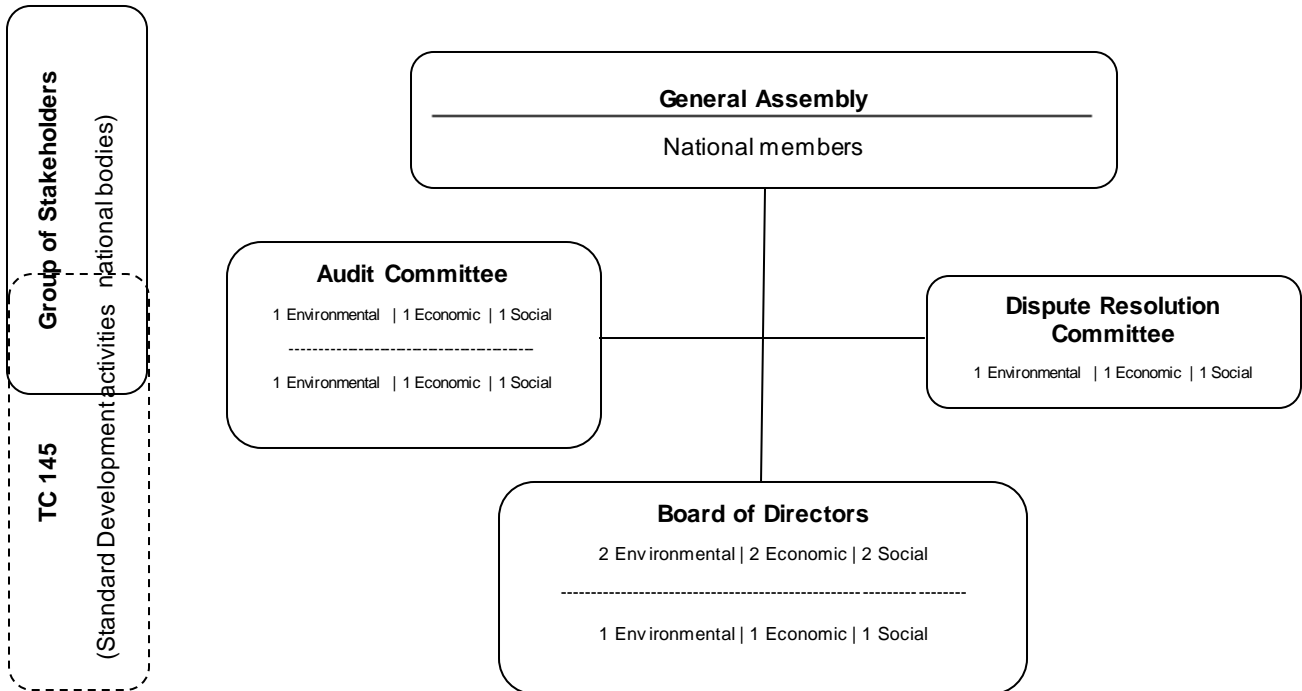 Group of Stakeholders
TC 145
(Standard Development activities national bodies)
General Assembly
National members
Audit Committee
1 Environmental | 1 Economic | 1 Social
------------------------------------------
1 Environmental | 1 Economic | 1 Social
Dispute Resolution
Committee
1 Environmental | 1 Economic | 1 Social
Board of Directors
2 Environmental | 2 Economic | 2 Social
----------------------------------------------------------------------
1 Environmental | 1 Economic | 1 Social